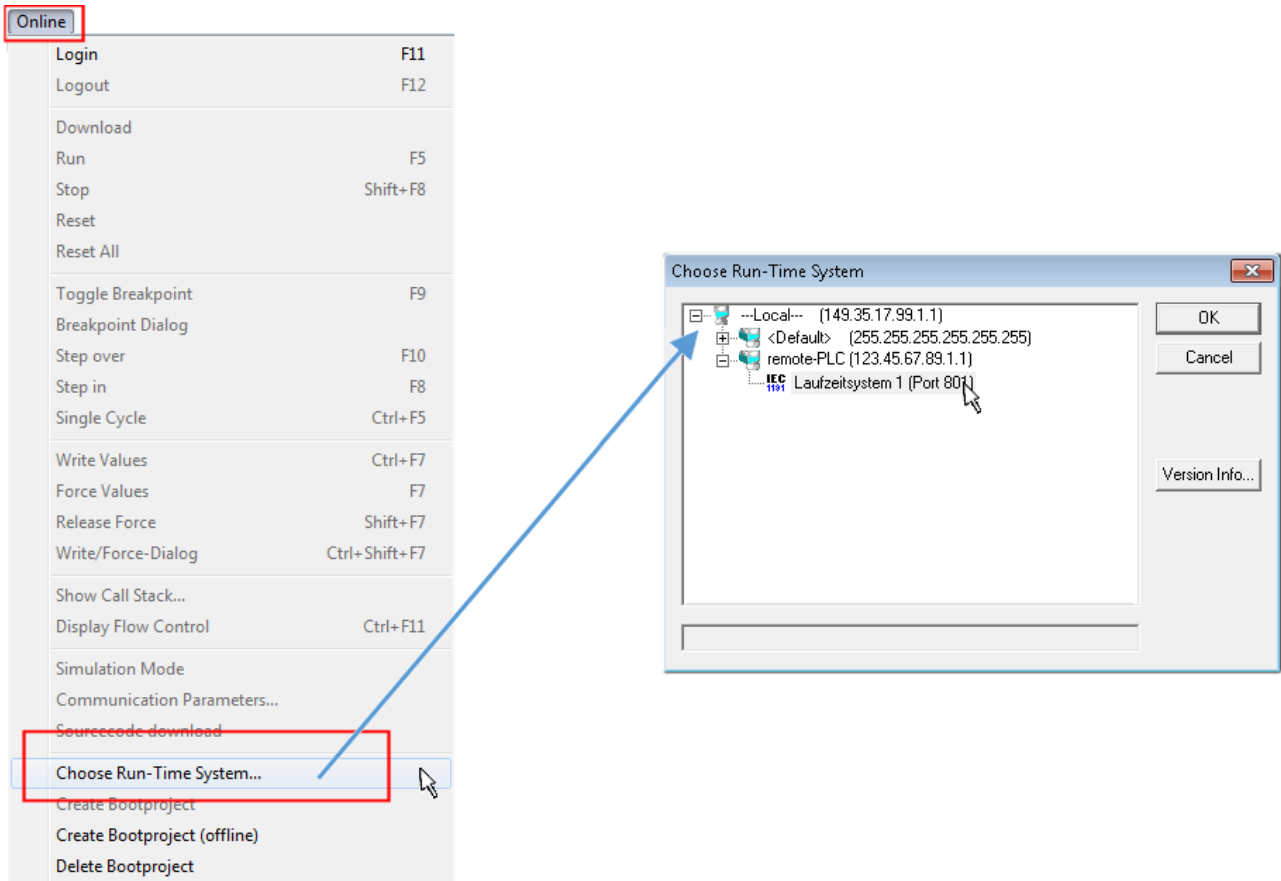 Online
Login F11
Logout F12
Download
Run F5
Stop Shift+F8
Reset
Reset All
Toggle Breakpoint F9
Breakpoint Dialog
Step over F10
Step in F8
Single Cycle Ctrl+F5
Write Values Ctrl+F7
Force Values F7
Release Force Shift+F7
Write/Force-Dialog Ctrl+Shift+F7
Show Call Stack...
Display Flow Control Ctrl+F11
Simulation Mode
Communication Parameters...
Sourcecode download
Choose Run-Time System...
Create Bootproject
Create Bootproject (offline)
Delete Bootproject
Choose Run-Time System
---Local--- (149.35.17.99.1.1)
<Default> (255.255.255.255.255.255)
remote-PLC (123.45.67.89.1.1)
IEC 1131 Laufzeitsystem 1 (Port 801)
OK
Cancel
Version Info...